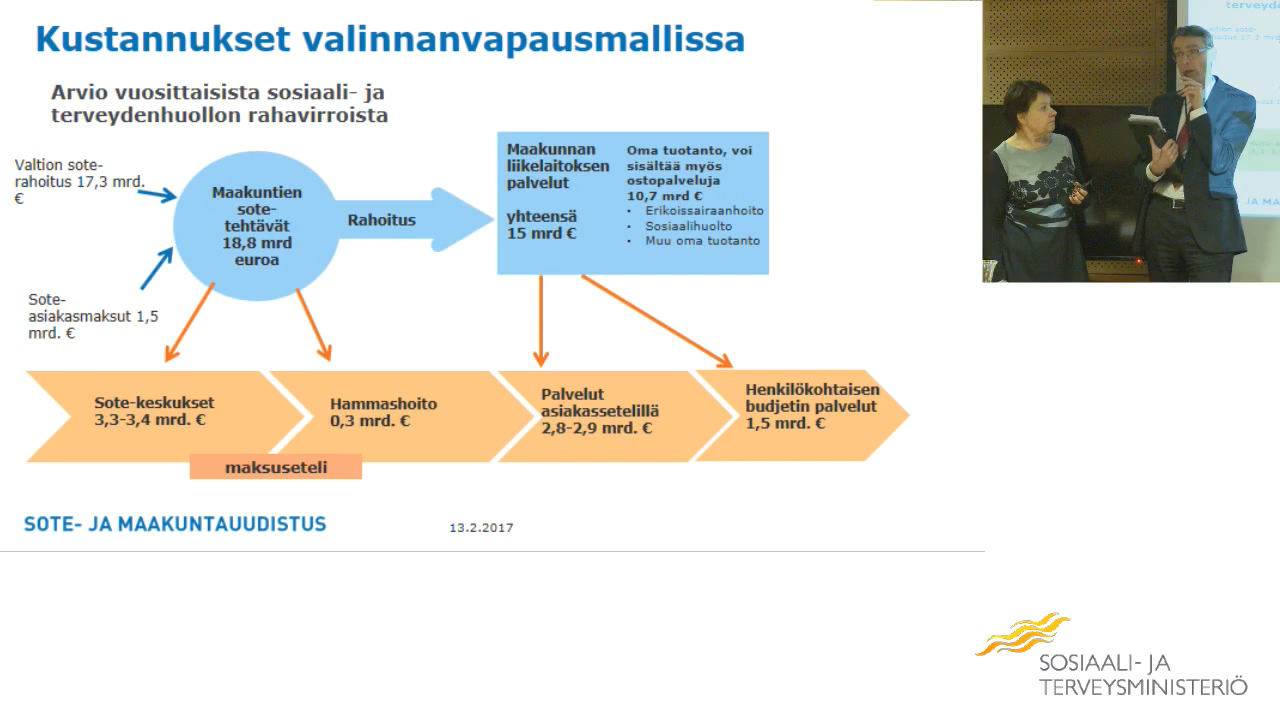 Kustannukset valinnanvapausmallissa
Arvio vuosittaisista sosiaali- ja
terveydenhuollon rahavirroista
Valtion sote-
rahoitus 17,3 mrd.
€
Sote-
asiakasmaksut 1,5
mrd. €
Maakuntien
sote-
tehtävät
18,8 mrd
euroa
Rahoitus
Maakunnan
liikelaitoksen
palvelut
yhteensä
15 mrd €
Oma tuotanto, voi
sisältää myös
ostopalveluja
10,7 mrd €
• Erikoissairaanhoito
• Sosiaalihuolto
• Muu oma tuotanto
Sote-keskukset
3,3-3,4 mrd. €
Hammashoito
0,3 mrd. €
Palvelut
asiakassetelillä
2,8-2,9 mrd. €
Henkilökohtaisen
budjetin palvelut
1,5 mrd. €
maksuseteli
SOTE- JA MAAKUNTAUUDISTUS
13.2.2017
SOSIAALI- JA
TERVEYSMINISTERIÖ